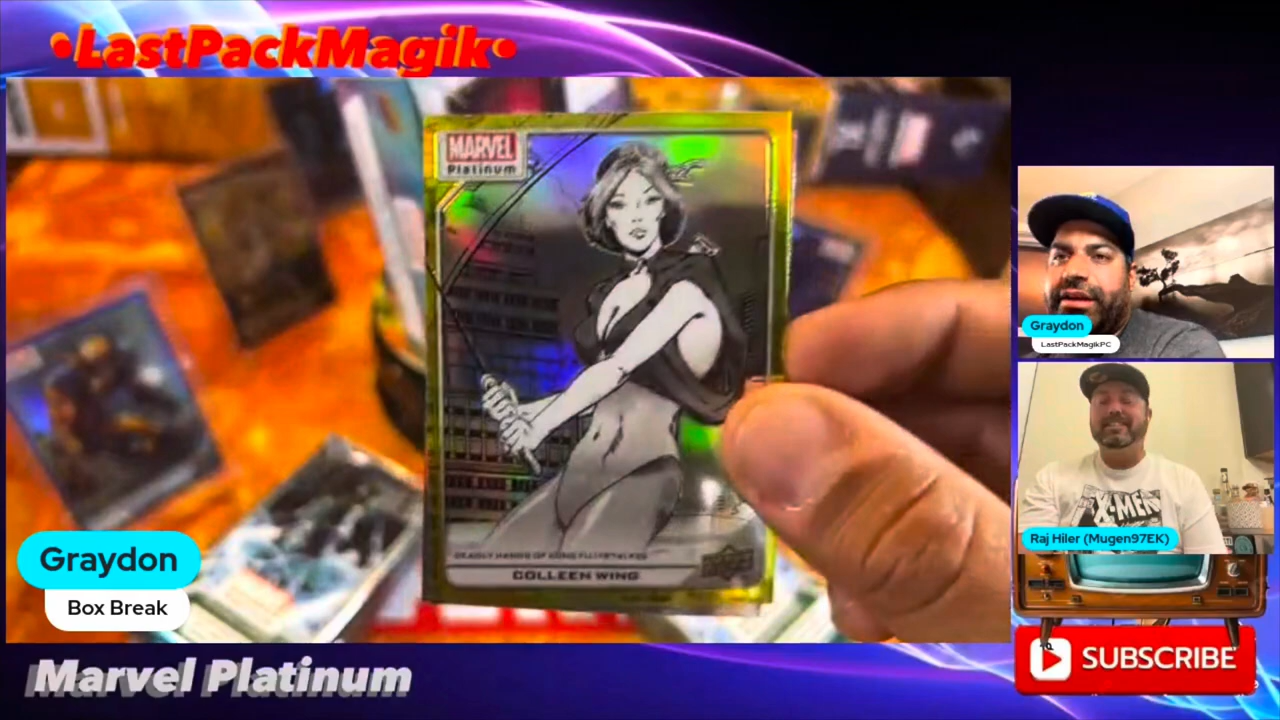 •LastPackMagik•
MARVEL
Platinum
COLLEEN WING
Graydon
Box Break
Marvel Platinum
Graydon
LastPackMagikPC
X-MEN
Raj Hiler (Mugen97EK)
SUBSCRIBE